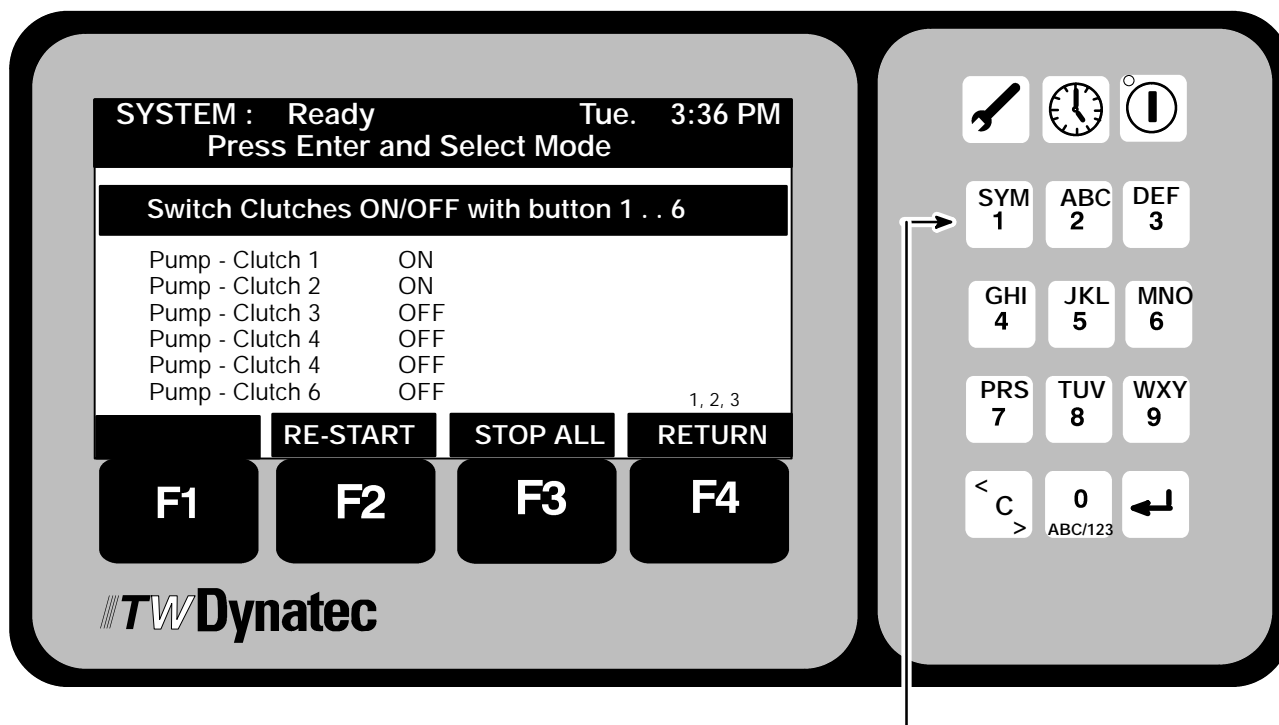 SYSTEM : Ready Tue. 3:36 PM
Press Enter and Select Mode
Switch Clutches ON/OFF with button 1 . . 6
Pump - Clutch 1 ON
Pump - Clutch 2 ON
Pump - Clutch 3 OFF
Pump - Clutch 4 OFF
Pump - Clutch 4 OFF
Pump - Clutch 6 OFF
1, 2, 3
RE-START STOP ALL RETURN
F1 F2 F3 F4
TW Dynatec
SYM ABC DEF
1 2 3
GHI JKL MNO
4 5 6
PRS TUV WXY
7 8 9
< C > 0
ABC/123